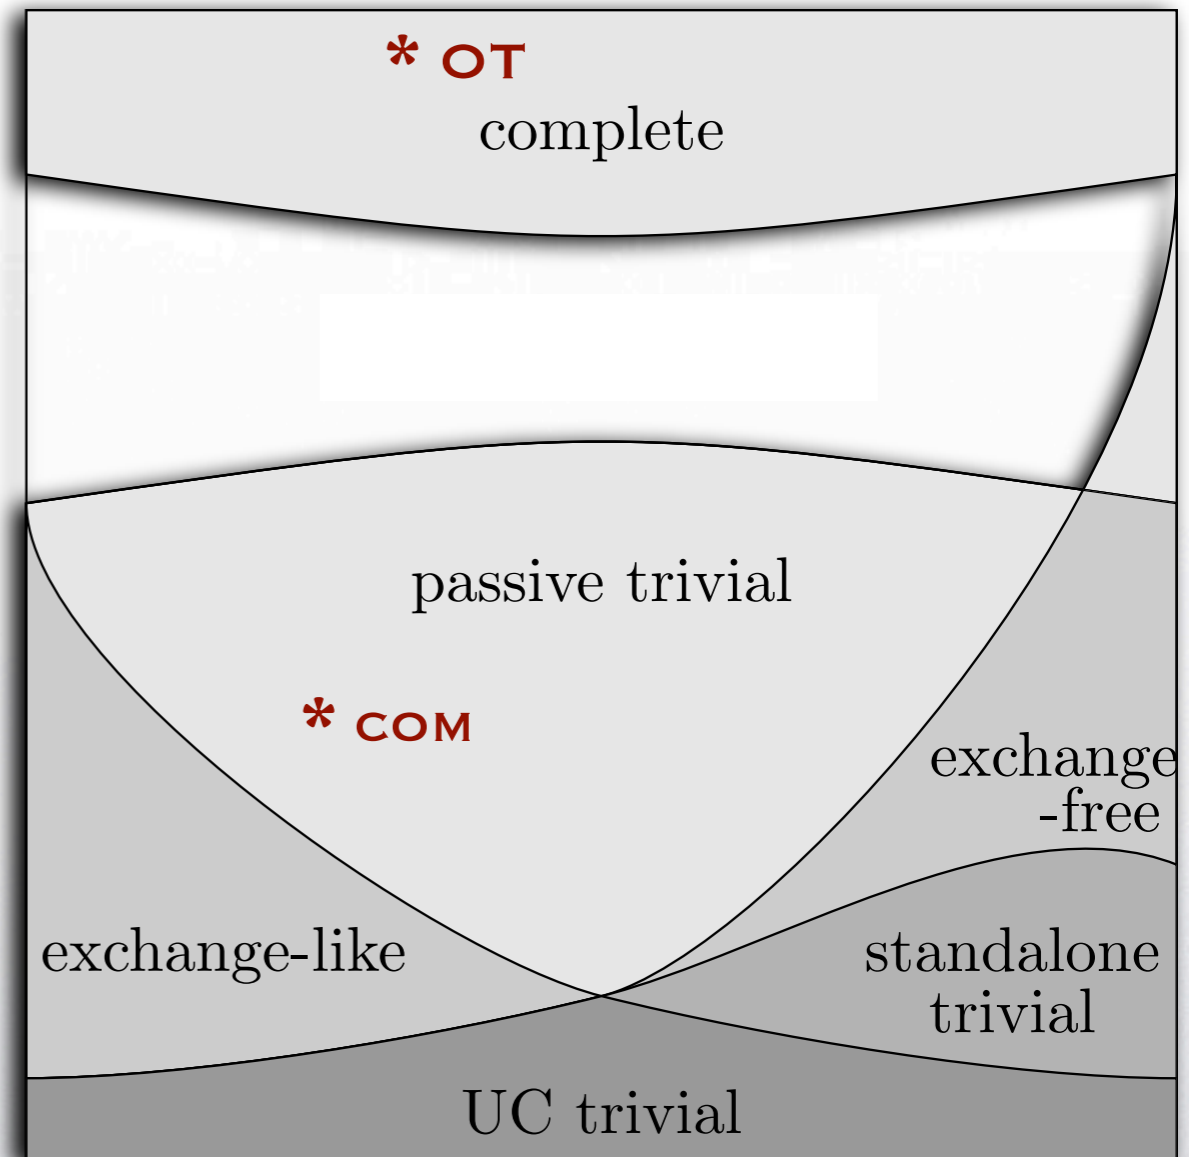 * OT
complete
passive trivial
* COM
exchange
-free
exchange-like
standalone
trivial
UC trivial